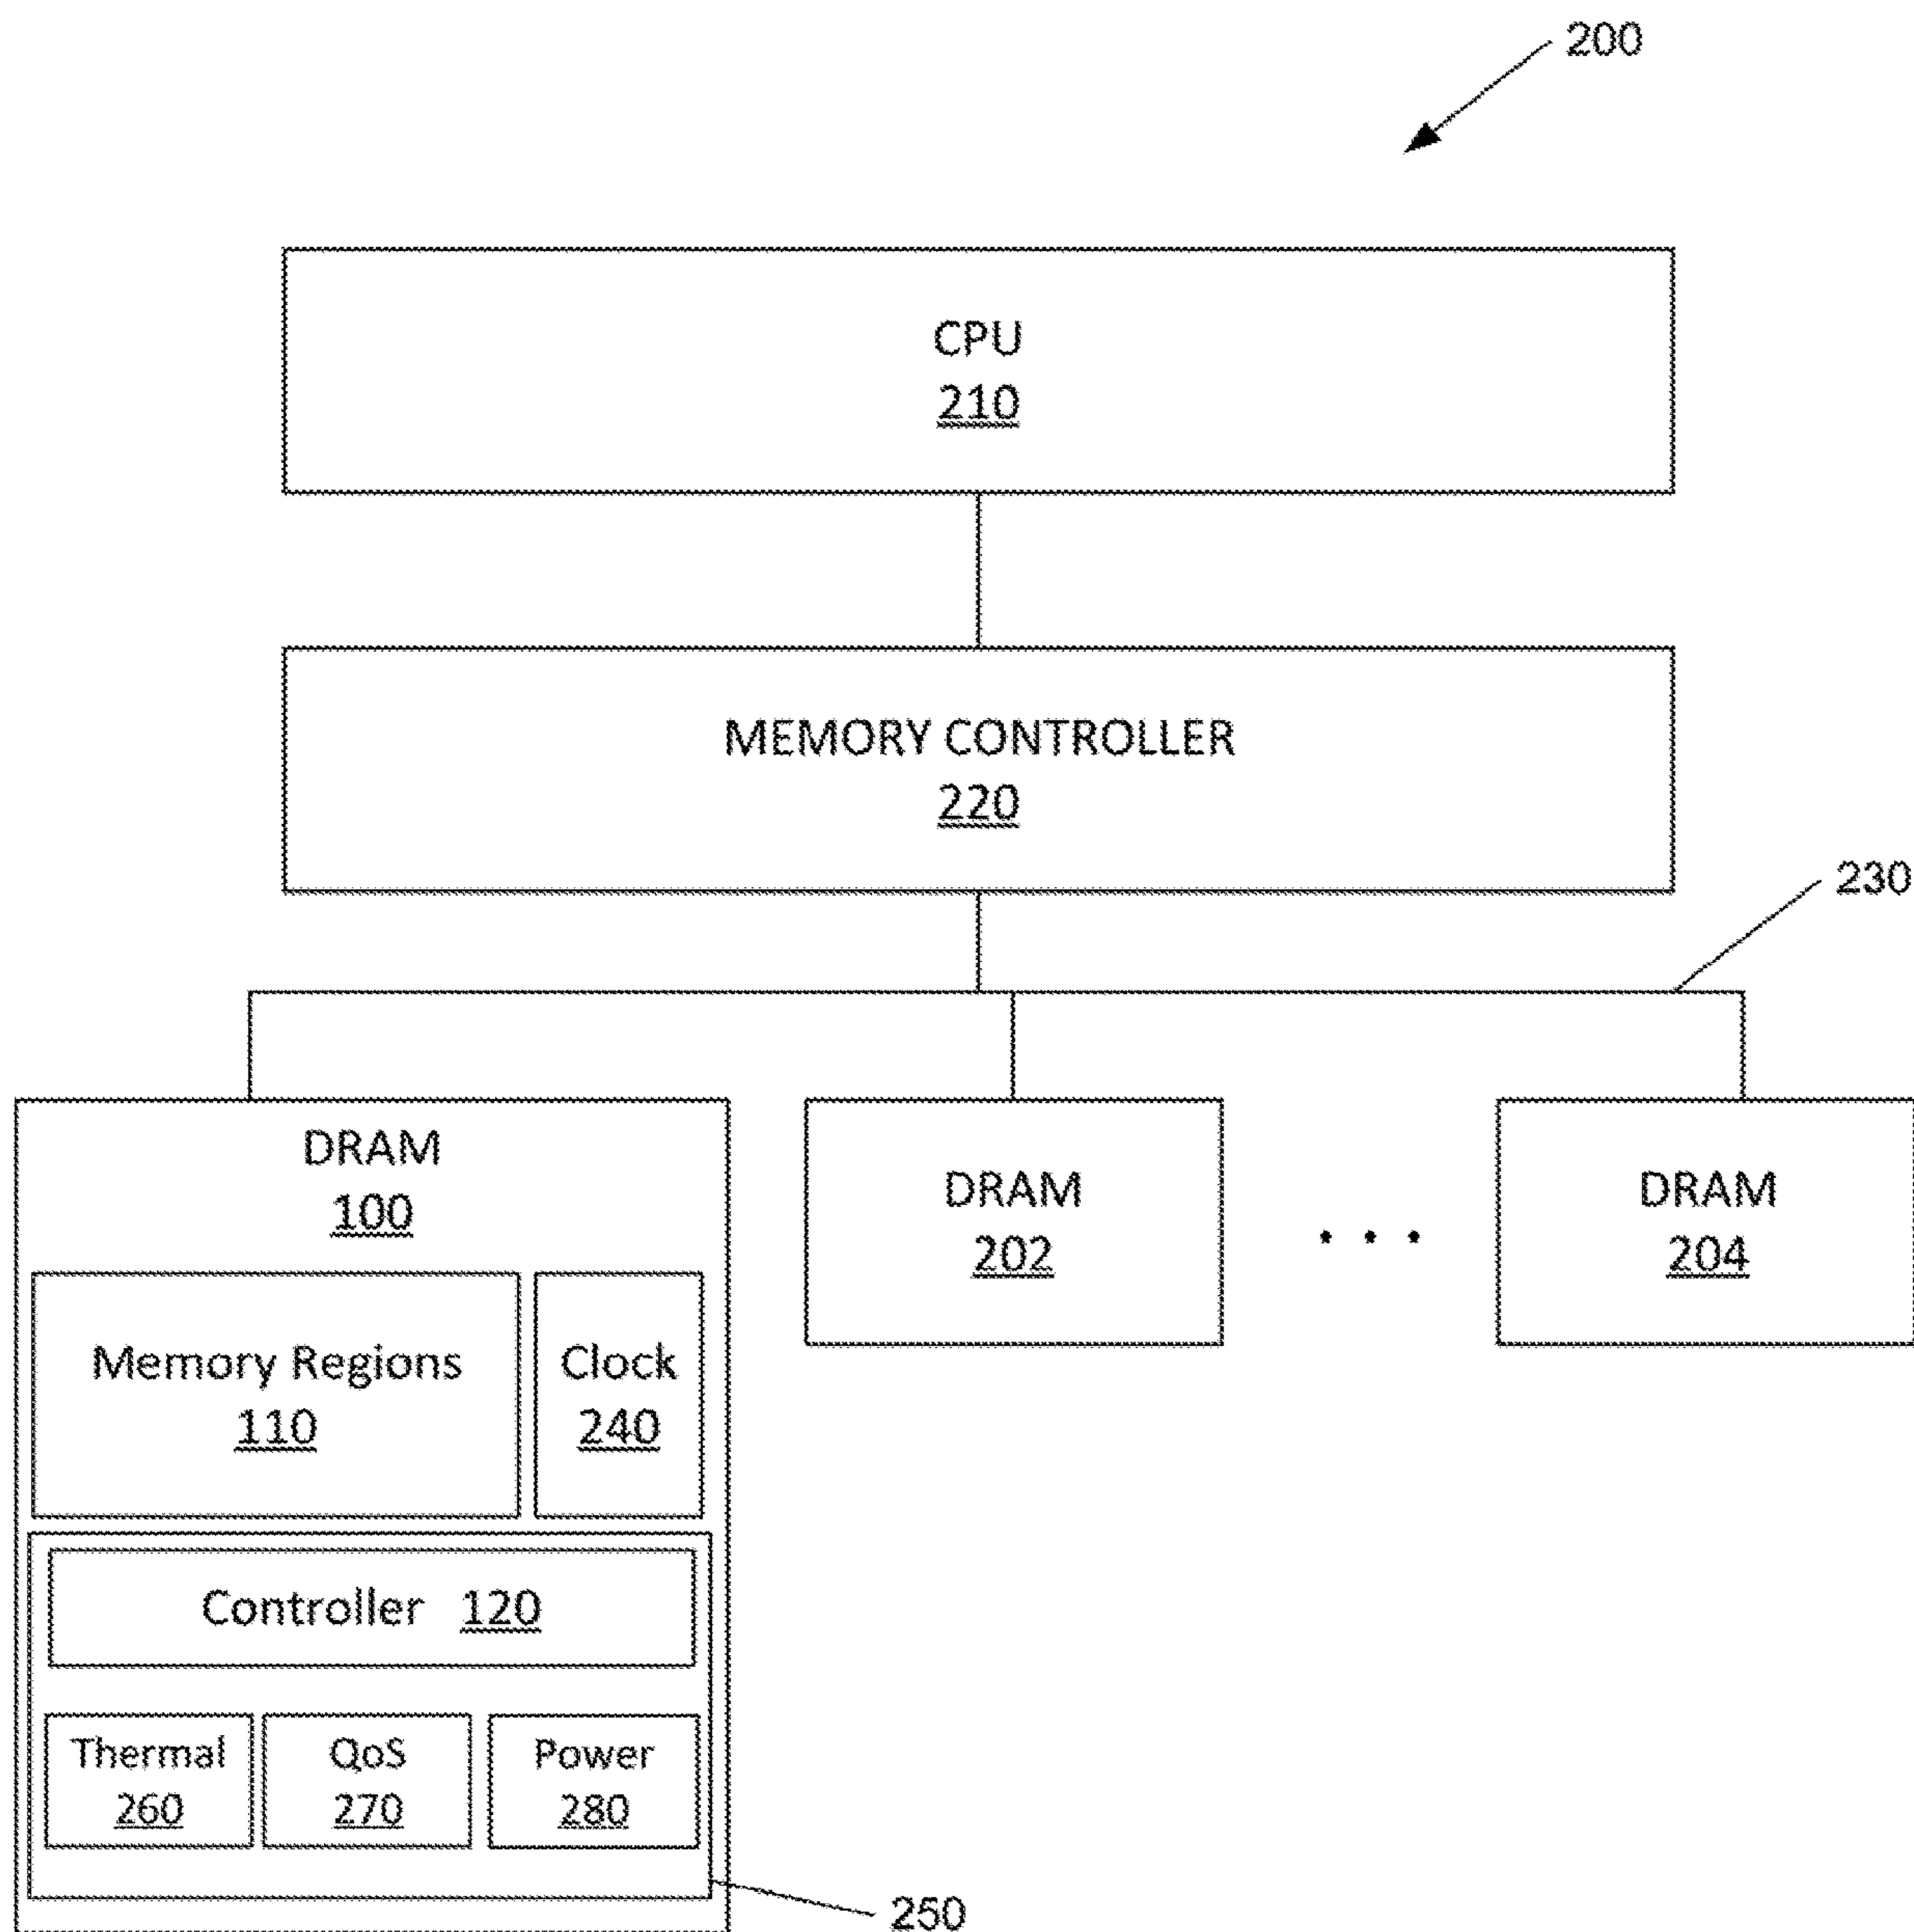 200
CPU
210
MEMORY CONTROLLER
220
230
DRAM
100
DRAM
202
. . .
DRAM
204
Memory Regions
110
Clock
240
Controller 120
Thermal
260
QoS
270
Power
280
250